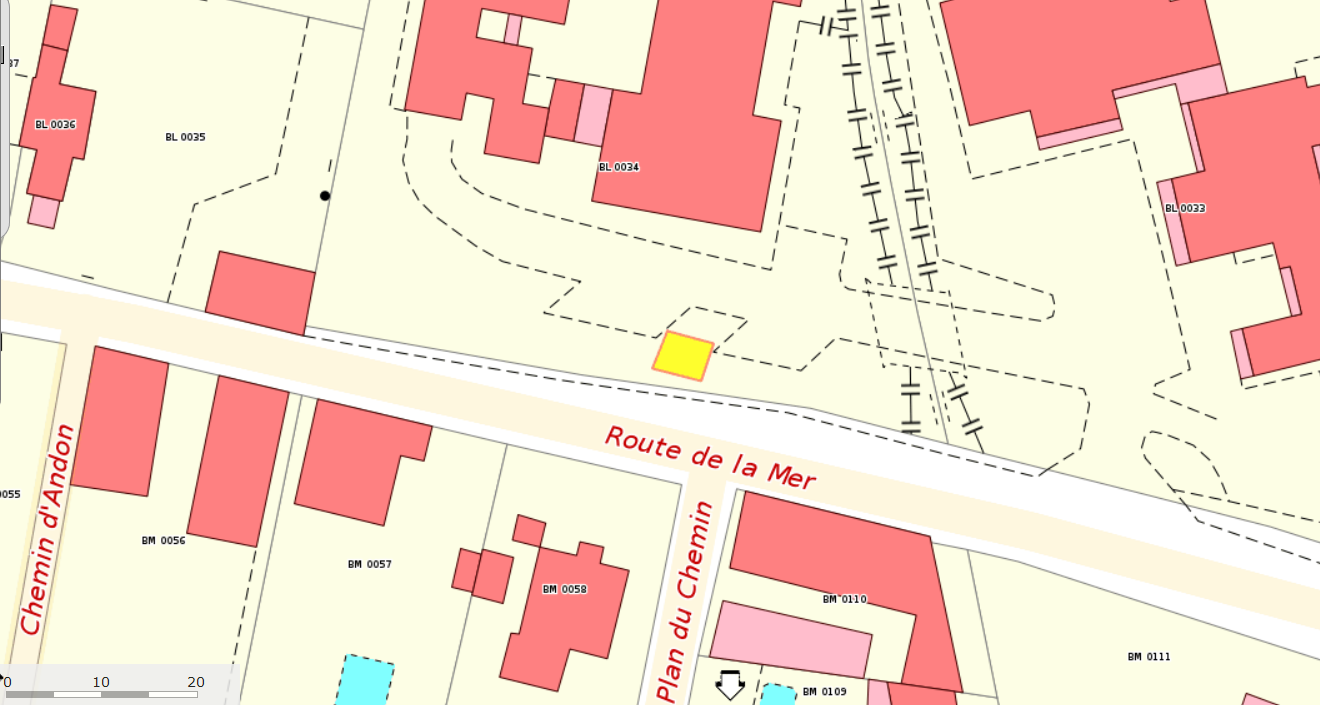 37
BL 0036
BL 0035
BL 0034
BL 0033
Route de la Mer
Chemin d'Andon
Plan du Chemin
0055
BM 0056
BM 0057
BM 0058
BM 0110
BM 0111
BM 0109
0 10 20